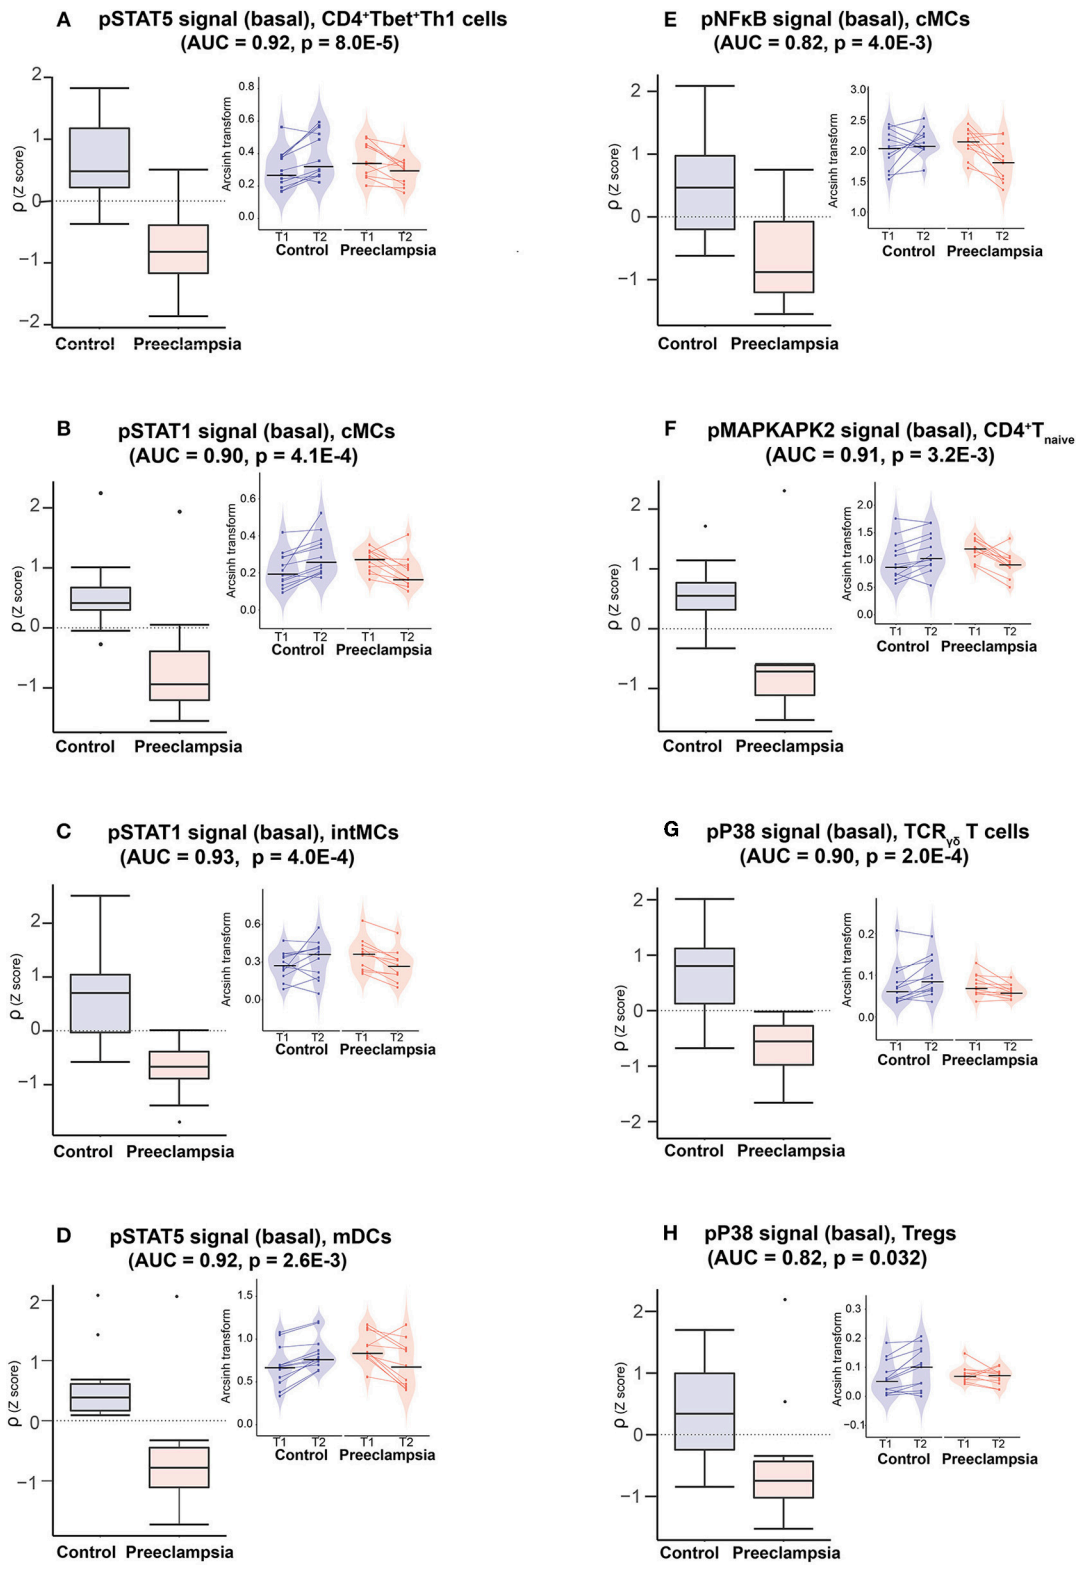 A pSTAT5 signal (basal), CD4⁺Tbet⁺Th1 cells
(AUC = 0.92, p = 8.0E-5)
2
1
0
−1
−2
ρ (Z score)
Control Preeclampsia
0.8
0.6
0.4
0.2
0.0
Arcsinh transform
T1 T2 T1 T2
Control Preeclampsia
B pSTAT1 signal (basal), cMCs
(AUC = 0.90, p = 4.1E-4)
2
1
0
−1
ρ (Z score)
Control Preeclampsia
0.6
0.4
0.2
0.0
Arcsinh transform
T1 T2 T1 T2
Control Preeclampsia
C pSTAT1 signal (basal), intMCs
(AUC = 0.93, p = 4.0E-4)
2
1
0
−1
ρ (Z score)
Control Preeclampsia
0.6
0.3
0.0
Arcsinh transform
T1 T2 T1 T2
Control Preeclampsia
D pSTAT5 signal (basal), mDCs
(AUC = 0.92, p = 2.6E-3)
2
1
0
−1
ρ (Z score)
Control Preeclampsia
1.5
1.0
0.5
0.0
Arcsinh transform
T1 T2 T1 T2
Control Preeclampsia
E pNFκB signal (basal), cMCs
(AUC = 0.82, p = 4.0E-3)
2
1
0
−1
ρ (Z score)
Control Preeclampsia
3.0
2.5
2.0
1.5
1.0
Arcsinh transform
T1 T2 T1 T2
Control Preeclampsia
F pMAPKAPK2 signal (basal), CD4⁺Tnaive
(AUC = 0.91, p = 3.2E-3)
2
1
0
−1
ρ (Z score)
Control Preeclampsia
2.0
1.5
1.0
0.5
0.0
Arcsinh transform
T1 T2 T1 T2
Control Preeclampsia
G pP38 signal (basal), TCRγδ T cells
(AUC = 0.90, p = 2.0E-4)
2
1
0
−1
−2
ρ (Z score)
Control Preeclampsia
0.2
0.1
0.0
Arcsinh transform
T1 T2 T1 T2
Control Preeclampsia
H pP38 signal (basal), Tregs
(AUC = 0.82, p = 0.032)
2
1
0
−1
ρ (Z score)
Control Preeclampsia
0.3
0.2
0.1
0.0
−0.1
Arcsinh transform
T1 T2 T1 T2
Control Preeclampsia